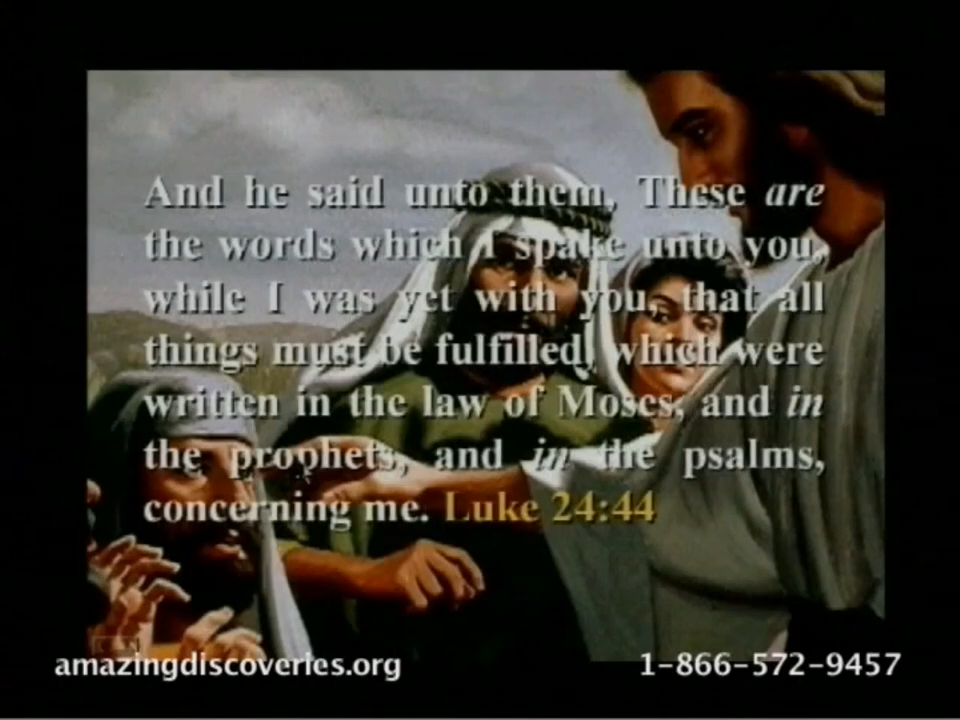 And he said unto them, These are
the words which I spake unto you,
while I was yet with you, that all
things must be fulfilled, which were
written in the law of Moses, and in
the prophets, and in the psalms,
concerning me. Luke 24:44
amazingdiscoveries.org
1-866-572-9457